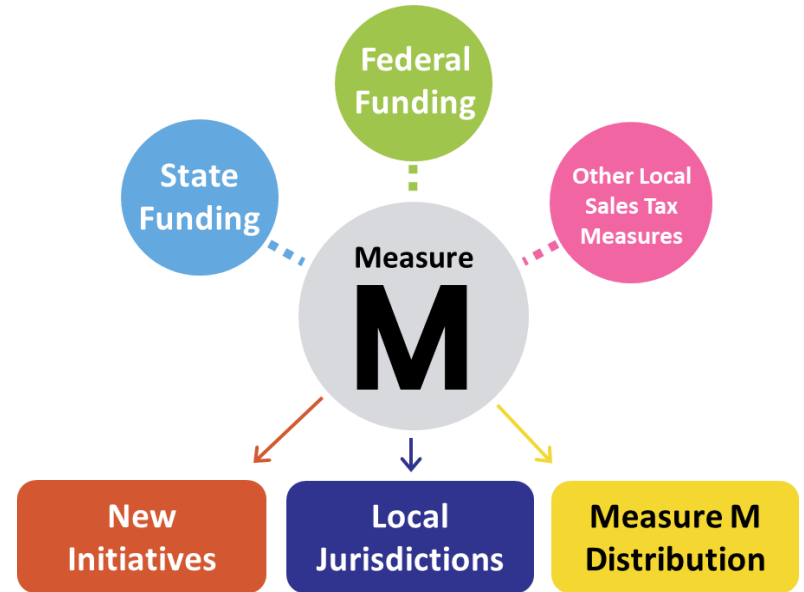 Federal
Funding
State
Funding
Other Local
Sales Tax
Measures
Measure
M
New
Initiatives
Local
Jurisdictions
Measure M
Distribution